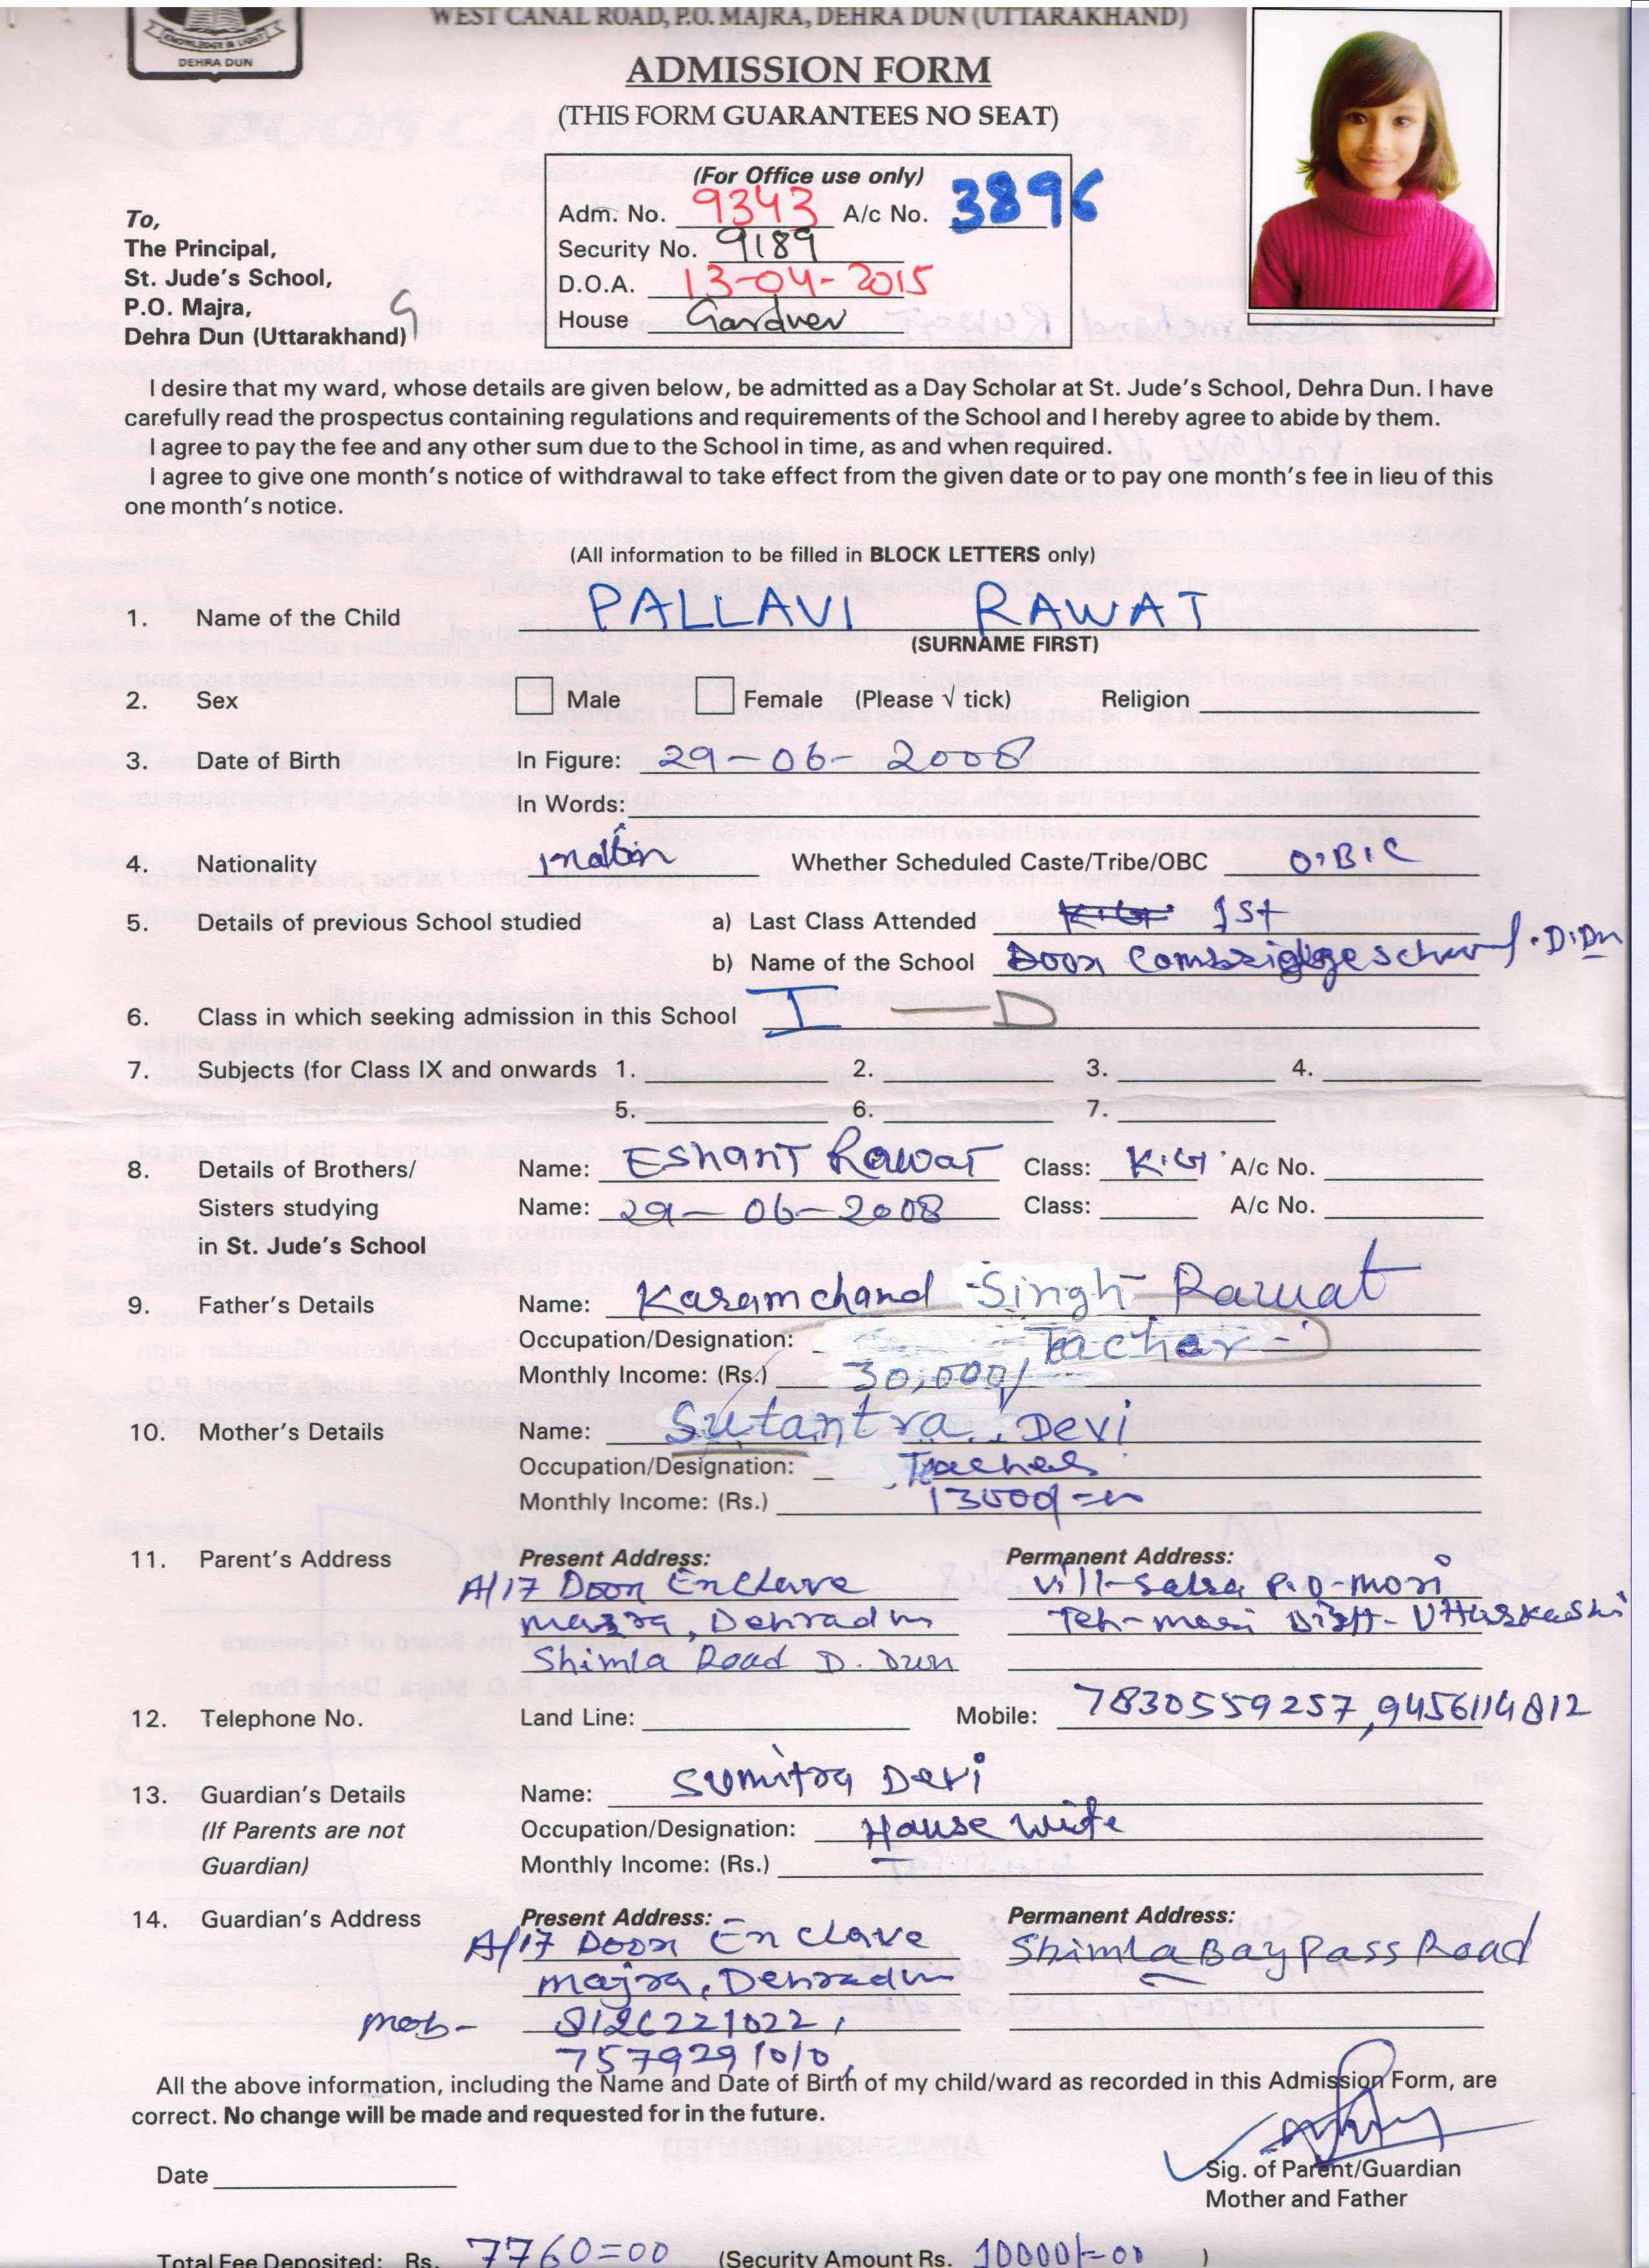 WEST CANAL ROAD, P.O. MAJRA, DEHRA DUN (UTTARAKHAND)
KNOWLEDGE IS LIGHT
DEHRA DUN
ADMISSION FORM
(THIS FORM GUARANTEES NO SEAT)
(For Office use only)
Adm. No. 9343 A/c No. 3896
Security No. 9189
D.O.A. 13-04-2015
House Gardner
To,
The Principal,
St. Jude's School,
P.O. Majra,
Dehra Dun (Uttarakhand)
I desire that my ward, whose details are given below, be admitted as a Day Scholar at St. Jude's School, Dehra Dun. I have
carefully read the prospectus containing regulations and requirements of the School and I hereby agree to abide by them.
I agree to pay the fee and any other sum due to the School in time, as and when required.
I agree to give one month's notice of withdrawal to take effect from the given date or to pay one month's fee in lieu of this
one month's notice.
(All information to be filled in BLOCK LETTERS only)
1. Name of the Child PALLAVI RAWAT
(SURNAME FIRST)
2. Sex Male Female (Please √ tick) Religion
3. Date of Birth In Figure: 29-06-2008
In Words:
4. Nationality Whether Scheduled Caste/Tribe/OBC O.B.C
5. Details of previous School studied a) Last Class Attended K.G 1st
b) Name of the School Doon Combridge school. D.Dn
6. Class in which seeking admission in this School I - D
7. Subjects (for Class IX and onwards 1. 2. 3. 4.
5. 6. 7.
8. Details of Brothers/ Name: Eshant Rawat Class: K.G. A/c No.
Sisters studying Name: 29-06-2008 Class: A/c No.
in St. Jude's School
9. Father's Details Name: Karamchand Singh Rawat
Occupation/Designation: Teachar
Monthly Income: (Rs.) 30,000/
10. Mother's Details Name: Sutantra Devi
Occupation/Designation: Teacher
Monthly Income: (Rs.) 13000=00
11. Parent's Address Present Address: Permanent Address:
A/17 Doon Enclave Vill-Salra P.O-mori
mazra, Dehradun Teh-mori Distt- Uttarkashi
Shimla Road D. Dun
12. Telephone No. Land Line: Mobile: 7830559257, 9456114812
13. Guardian's Details Name: Sumitra Devi
(If Parents are not Occupation/Designation: House wife
Guardian) Monthly Income: (Rs.) -
14. Guardian's Address Present Address: - Permanent Address:
A/17 Doon Enclave Shimla Bay Pass Road
majra, Dehradun
mob- 8126221022,
7579291010,
All the above information, including the Name and Date of Birth of my child/ward as recorded in this Admission Form, are
correct. No change will be made and requested for in the future.
Date
Sig. of Parent/Guardian
Mother and Father
Total Fee Deposited: Rs. 7760=00 (Security Amount Rs. 10000/=00 )